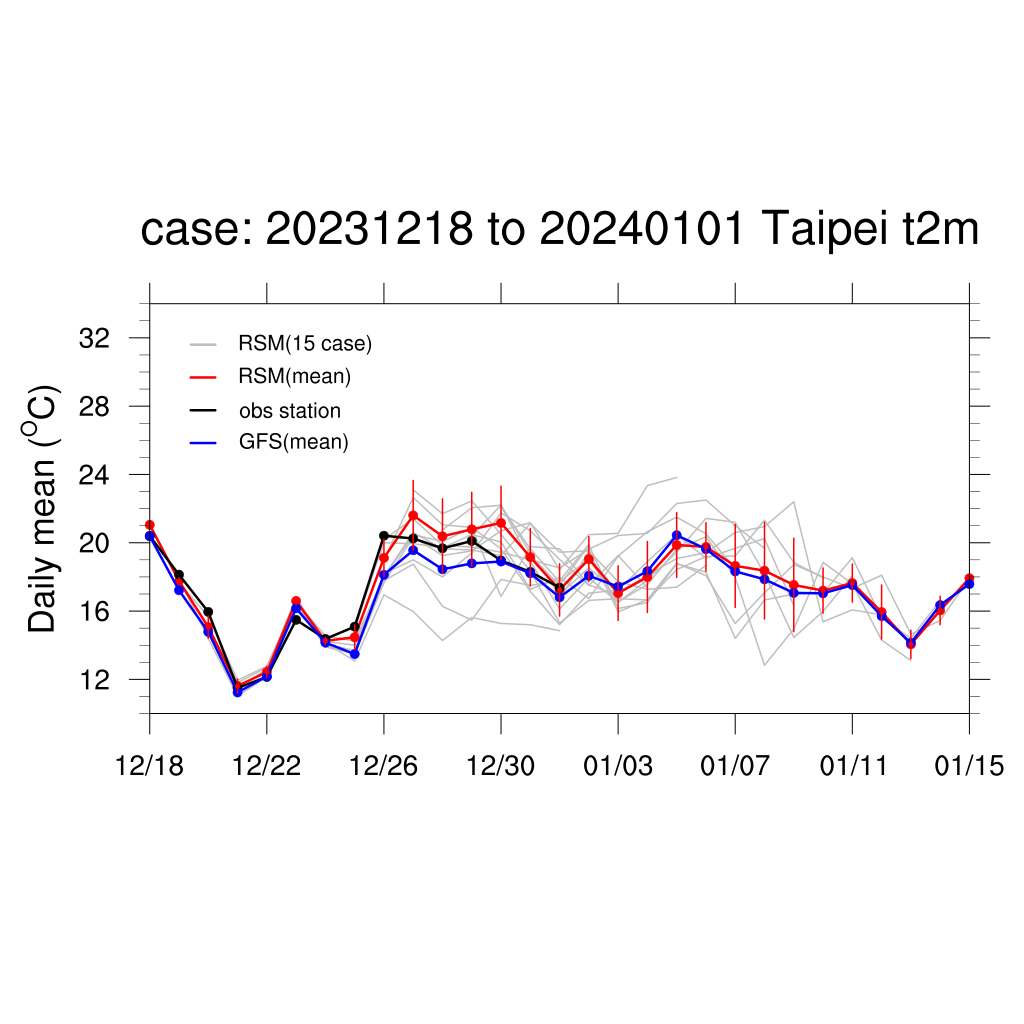 case: 20231218 to 20240101 Taipei t2m
RSM(15 case)
RSM(mean)
obs station
GFS(mean)
Daily mean (°C)
32
28
24
20
16
12
12/18 12/22 12/26 12/30 01/03 01/07 01/11 01/15